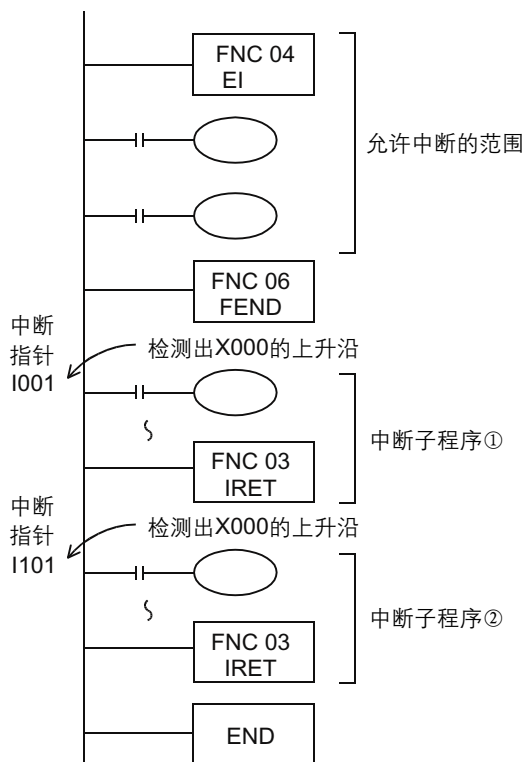 FNC 04
EI
允许中断的范围
FNC 06
FEND
中断
指针
I001
检测出X000的上升沿
中断子程序①
FNC 03
IRET
中断
指针
I101
检测出X000的上升沿
中断子程序②
FNC 03
IRET
END